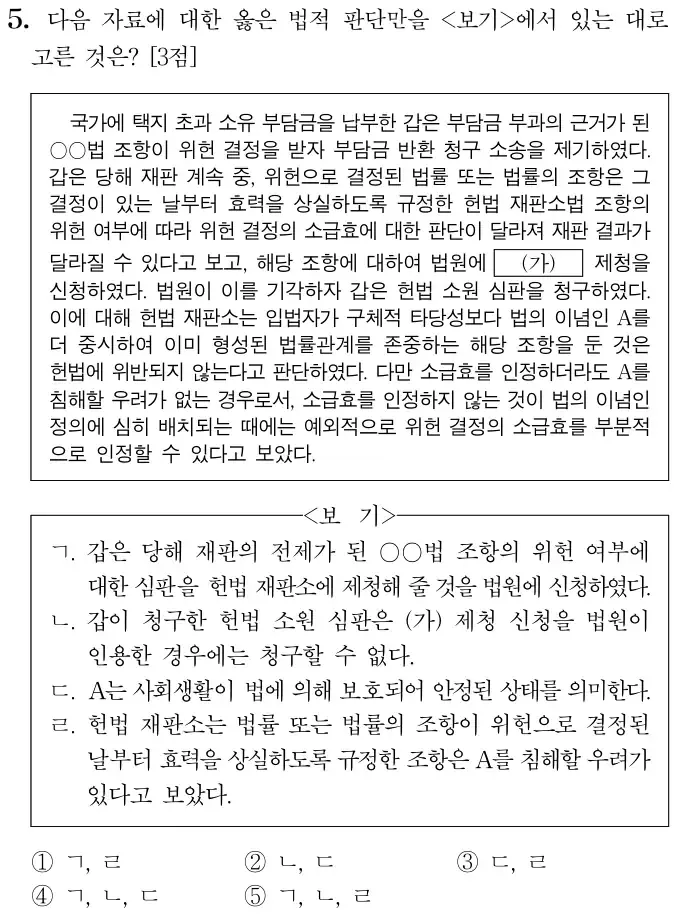 5. 다음 자료에 대한 옳은 법적 판단만을 <보기>에서 있는 대로
고른 것은? [3점]
국가에 택지 초과 소유 부담금을 납부한 갑은 부담금 부과의 근거가 된
○○법 조항이 위헌 결정을 받자 부담금 반환 청구 소송을 제기하였다.
갑은 당해 재판 계속 중, 위헌으로 결정된 법률 또는 법률의 조항은 그
결정이 있는 날부터 효력을 상실하도록 규정한 헌법 재판소법 조항의
위헌 여부에 따라 위헌 결정의 소급효에 대한 판단이 달라져 재판 결과가
달라질 수 있다고 보고, 해당 조항에 대하여 법원에 (가) 제청을
신청하였다. 법원이 이를 기각하자 갑은 헌법 소원 심판을 청구하였다.
이에 대해 헌법 재판소는 입법자가 구체적 타당성보다 법의 이념인 A를
더 중시하여 이미 형성된 법률관계를 존중하는 해당 조항을 둔 것은
헌법에 위반되지 않는다고 판단하였다. 다만 소급효를 인정하더라도 A를
침해할 우려가 없는 경우로서, 소급효를 인정하지 않는 것이 법의 이념인
정의에 심히 배치되는 때에는 예외적으로 위헌 결정의 소급효를 부분적
으로 인정할 수 있다고 보았다.
<보 기>
ㄱ. 갑은 당해 재판의 전제가 된 ○○법 조항의 위헌 여부에
대한 심판을 헌법 재판소에 제청해 줄 것을 법원에 신청하였다.
ㄴ. 갑이 청구한 헌법 소원 심판은 (가) 제청 신청을 법원이
인용한 경우에는 청구할 수 없다.
ㄷ. A는 사회생활이 법에 의해 보호되어 안정된 상태를 의미한다.
ㄹ. 헌법 재판소는 법률 또는 법률의 조항이 위헌으로 결정된
날부터 효력을 상실하도록 규정한 조항은 A를 침해할 우려가
있다고 보았다.
① ㄱ, ㄹ ② ㄴ, ㄷ ③ ㄷ, ㄹ
④ ㄱ, ㄴ, ㄷ ⑤ ㄱ, ㄴ, ㄹ